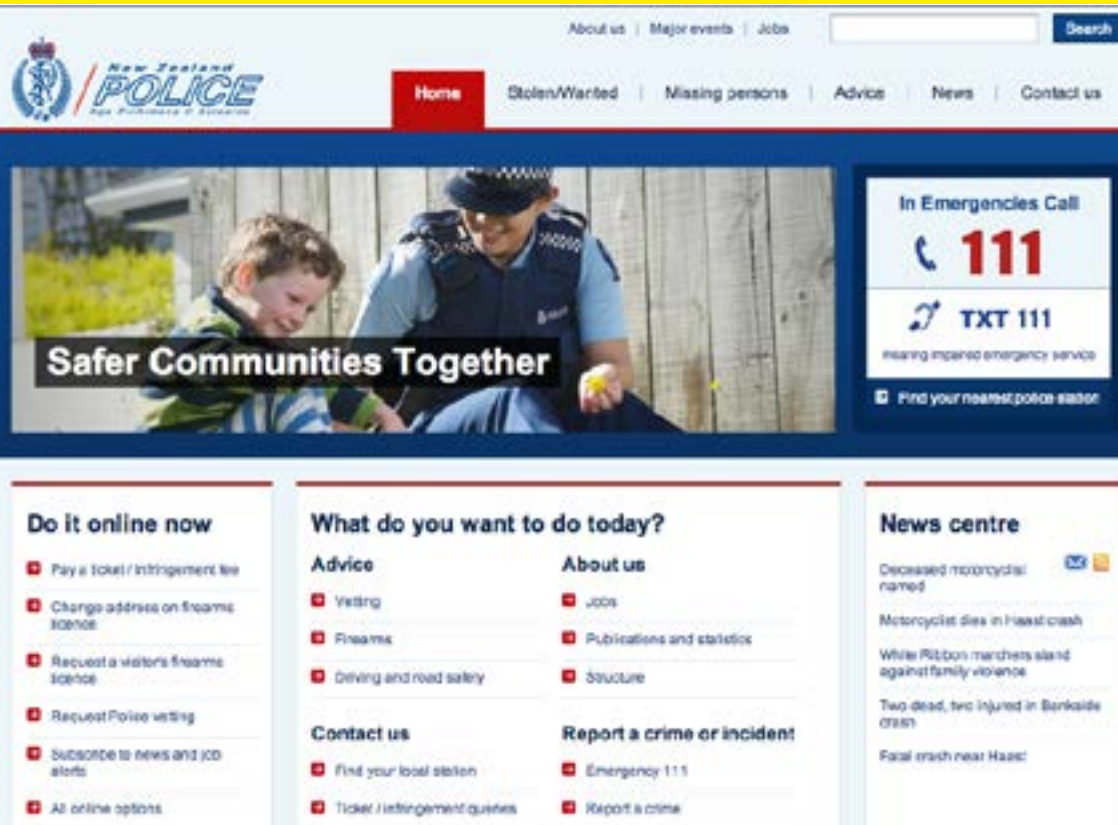 About us | Major events | Jobs
Search
New Zealand
POLICE
Home
Stolen/Wanted | Missing persons | Advice | News | Contact us
In Emergencies Call
111
TXT 111
Hearing impaired emergency service
Find your nearest police station
Safer Communities Together
Do it online now
Pay a ticket / infringement fee
Change address on firearms
licence
Request a visitor's firearms
licence
Request Police vetting
Subscribe to news and job
alerts
All online options
What do you want to do today?
Advice
Vetting
Firearms
Driving and road safety
About us
Jobs
Publications and statistics
Structure
Contact us
Find your local station
Ticket / infringement queries
Report a crime or incident
Emergency 111
Report a crime
News centre
Deceased motorcyclist
named
Motorcyclist dies in Haast crash
White Ribbon marchers stand
against family violence
Two dead, two injured in Bankside
crash
Fatal crash near Haast